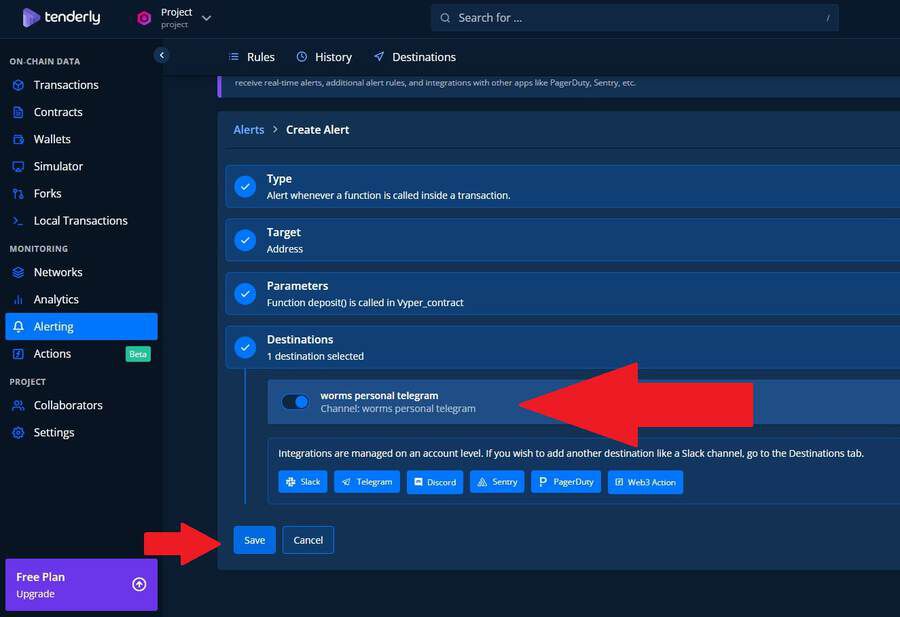 tenderly
Project
project
Search for ...
/
ON-CHAIN DATA
Transactions
Contracts
Wallets
Simulator
Forks
Local Transactions
MONITORING
Networks
Analytics
Alerting
Actions
Beta
PROJECT
Collaborators
Settings
Free Plan
Upgrade
Rules
History
Destinations
receive real-time alerts, additional alert rules, and integrations with other apps like PagerDuty, Sentry, etc.
Alerts > Create Alert
Type
Alert whenever a function is called inside a transaction.
Target
Address
Parameters
Function deposit() is called in Vyper_contract
Destinations
1 destination selected
worms personal telegram
Channel: worms personal telegram
Integrations are managed on an account level. If you wish to add another destination like a Slack channel, go to the Destinations tab.
Slack
Telegram
Discord
Sentry
PagerDuty
Web3 Action
Save
Cancel